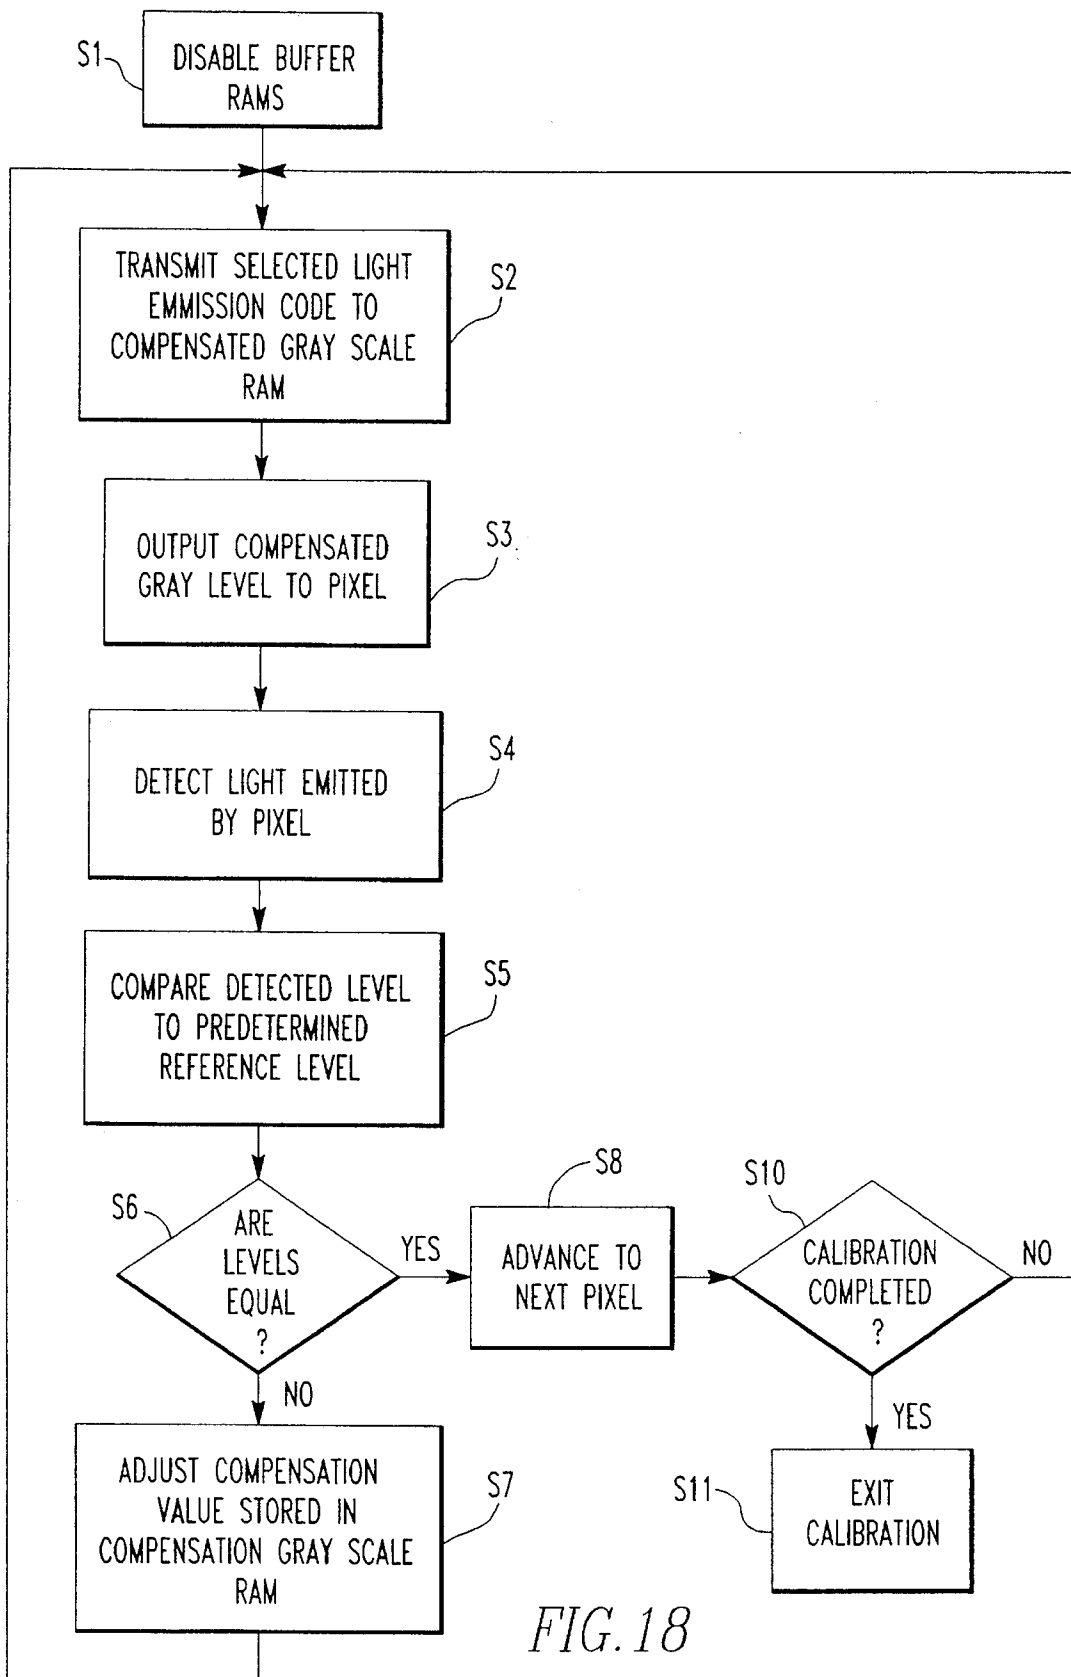 S1
DISABLE BUFFER
RAMS
TRANSMIT SELECTED LIGHT
EMMISSION CODE TO
COMPENSATED GRAY SCALE
RAM
S2
OUTPUT COMPENSATED
GRAY LEVEL TO PIXEL
S3
DETECT LIGHT EMITTED
BY PIXEL
S4
COMPARE DETECTED LEVEL
TO PREDETERMINED
REFERENCE LEVEL
S5
S6
ARE
LEVELS
EQUAL
?
YES
NO
S8
ADVANCE TO
NEXT PIXEL
S10
CALIBRATION
COMPLETED
?
NO
YES
ADJUST COMPENSATION
VALUE STORED IN
COMPENSATION GRAY SCALE
RAM
S7
S11
EXIT
CALIBRATION
FIG. 18